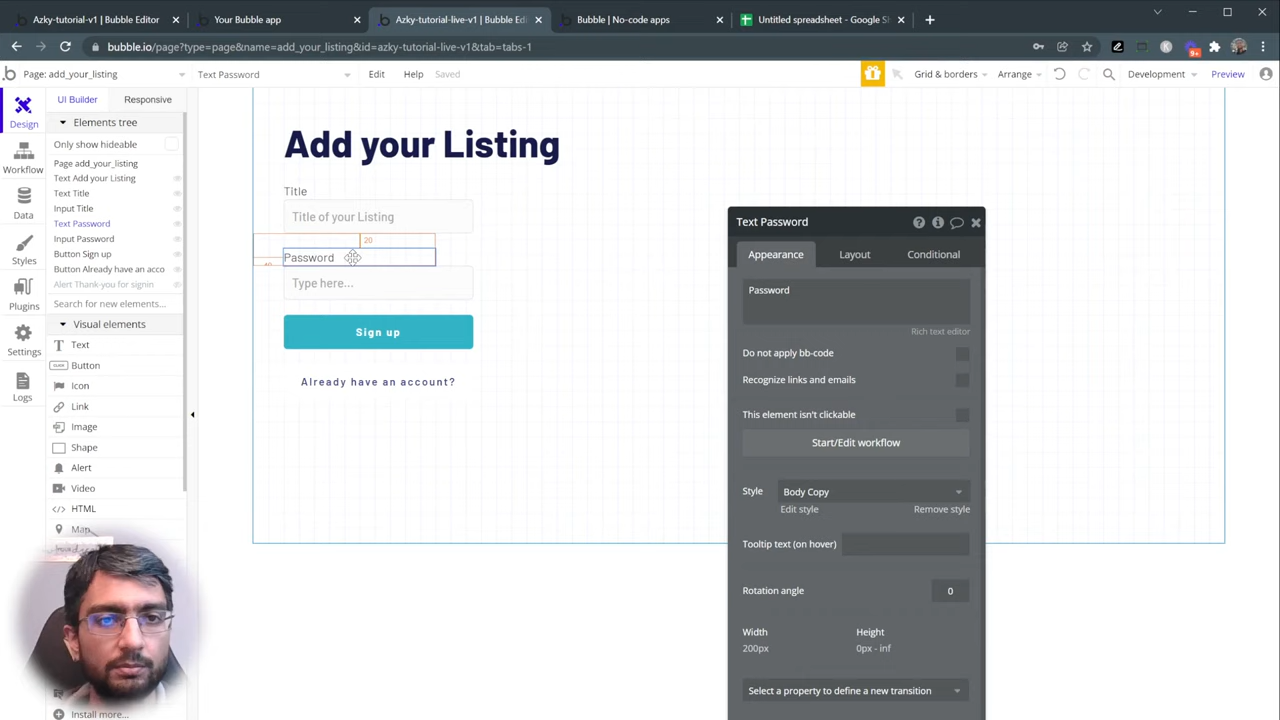 Azky-tutorial-live-v1 | Bubble Editor
Your Bubble app
Azky-tutorial-live-v1 | Bubble Edit
Bubble | No-code apps
Untitled spreadsheet - Google Sh
bubble.io/page?type=page&name=add_your_listing&id=azky-tutorial-live-v1&tab=tabs-1
9+
Page: add_your_listing
Text Password
Edit
Help
Saved
Grid & borders
Arrange
Development
Preview
Design
Workflow
Data
Styles
Plugins
Settings
Logs
UI Builder
Responsive
Elements tree
Only show hideable
Page add_your_listing
Text Add your Listing
Text Title
Input Title
Text Password
Input Password
Button Sign up
Button Already have an acco
Alert Thank-you for signin
Search for new elements...
Visual elements
Text
Button
Icon
Link
Image
Shape
Alert
Video
HTML
Map
Install more...
Add your Listing
Title
Title of your Listing
20
Password
Type here...
Sign up
Already have an account?
Text Password
Appearance
Layout
Conditional
Password
Rich text editor
Do not apply bb-code
Recognize links and emails
This element isn't clickable
Start/Edit workflow
Style
Body Copy
Edit style
Remove style
Tooltip text (on hover)
Rotation angle
0
Width
Height
200px
0px - inf
Select a property to define a new transition